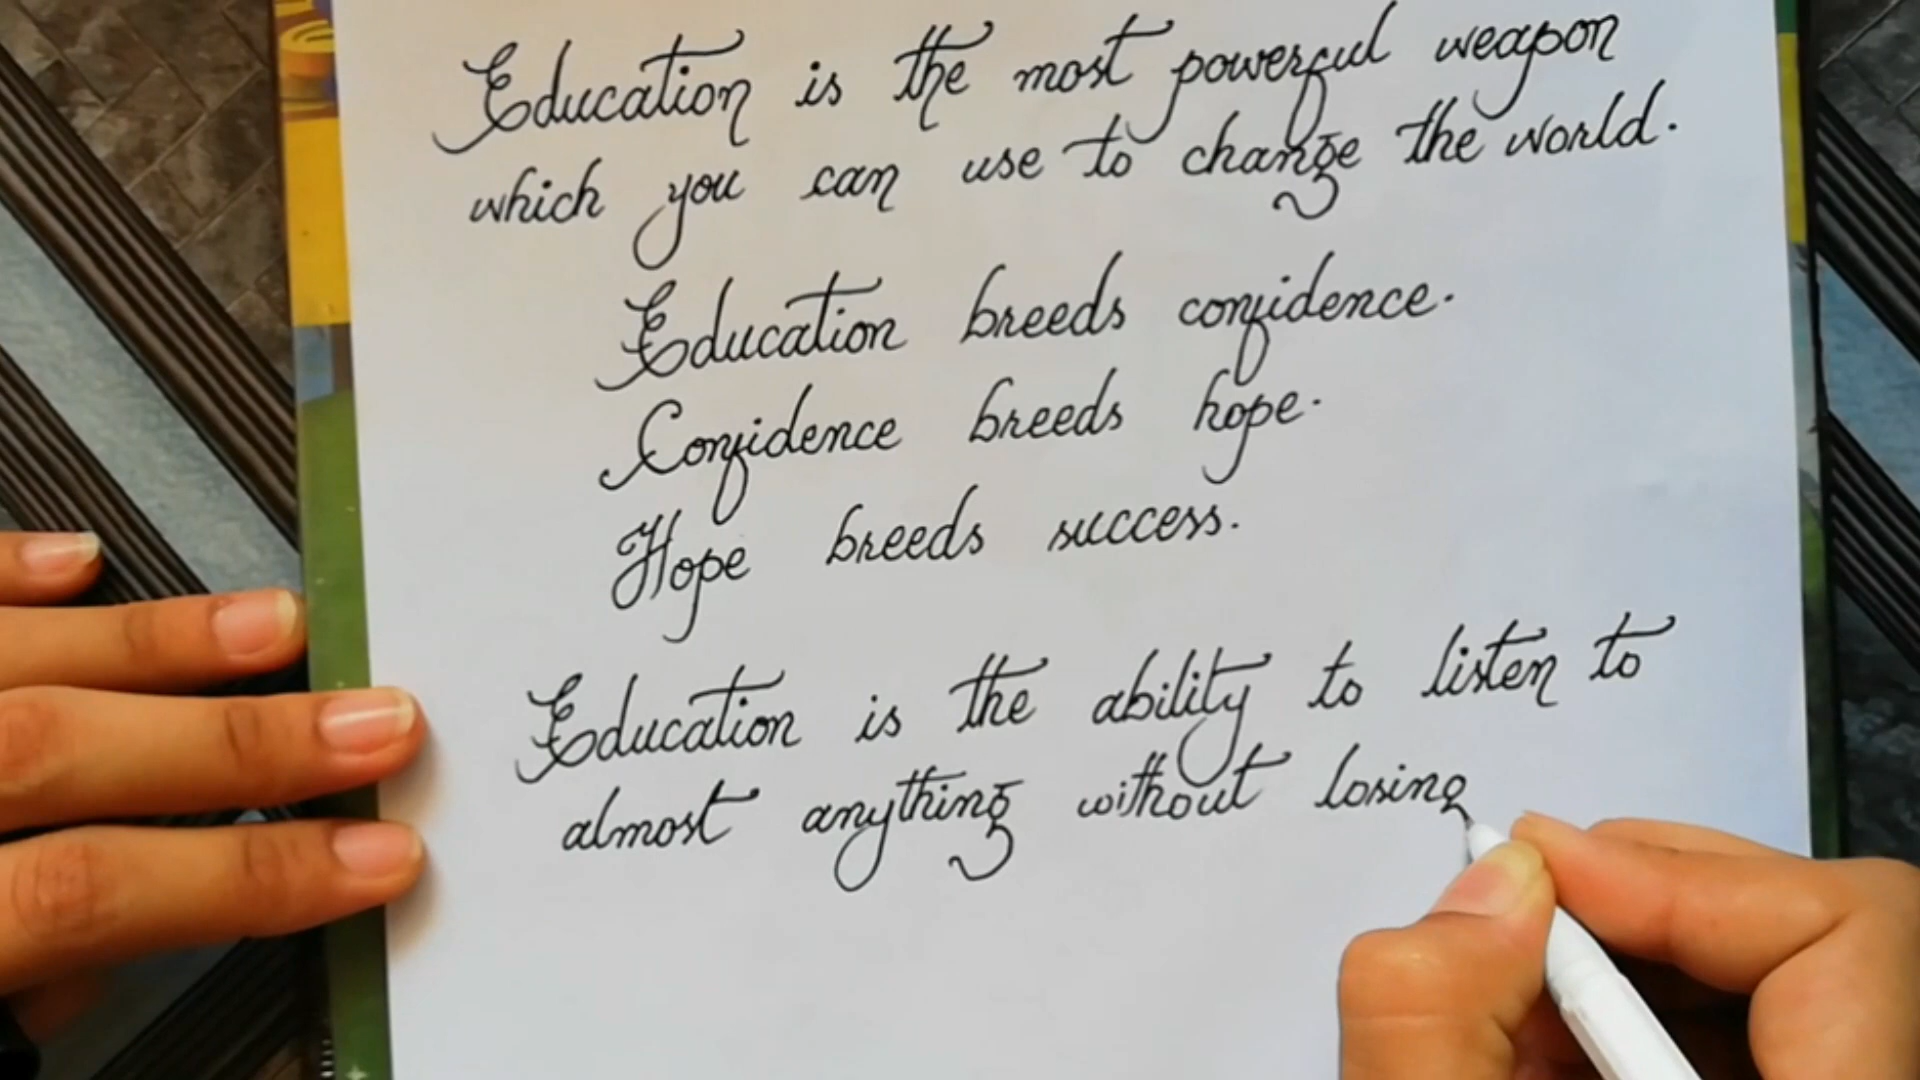 Education is the most powerful weapon
which you can use to change the world.
Education breeds confidence.
Confidence breeds hope.
Hope breeds success.
Education is the ability to listen to
almost anything without losing